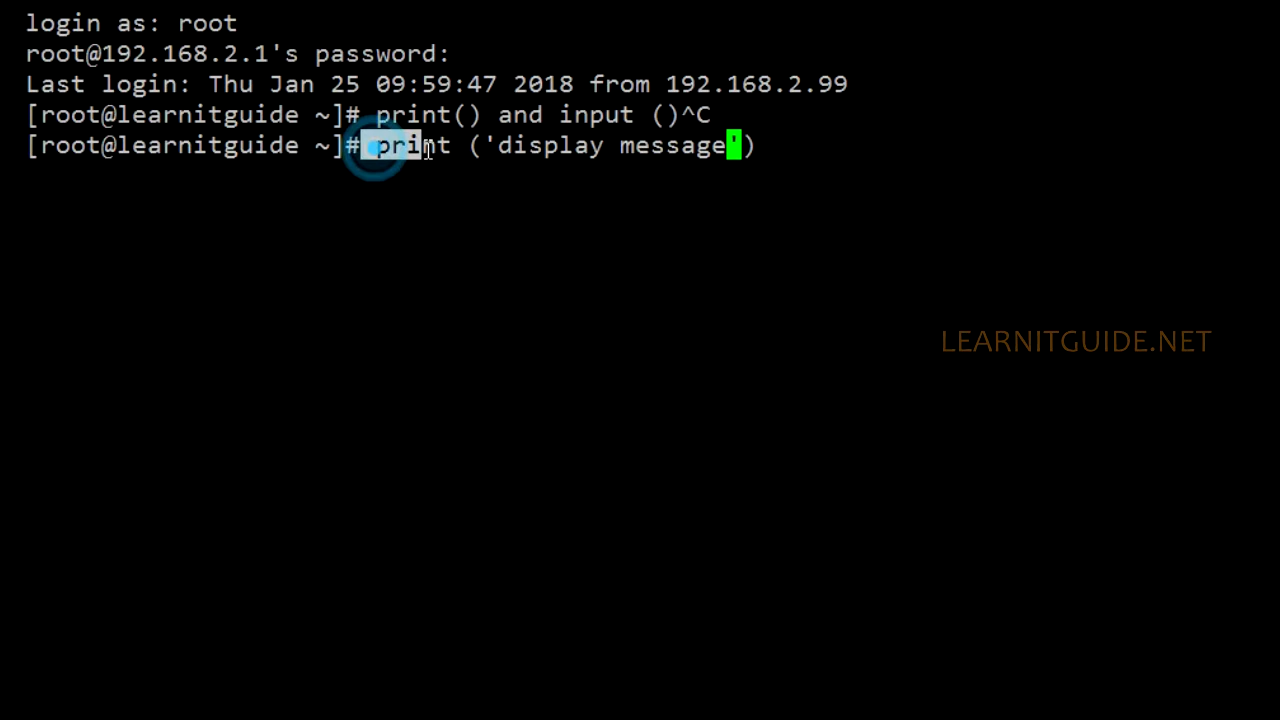 login as: root
root@192.168.2.1's password:
Last login: Thu Jan 25 09:59:47 2018 from 192.168.2.99
[root@learnitguide ~]# print() and input ()^C
[root@learnitguide ~]# print ('display message')
LEARNITGUIDE.NET